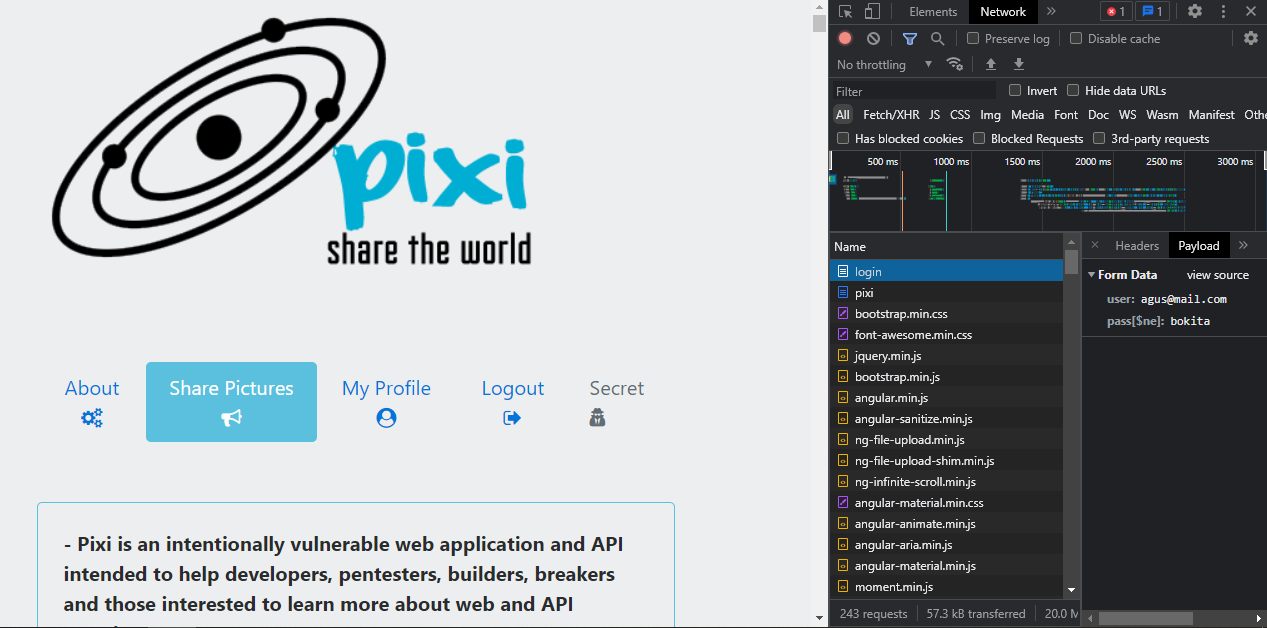 pixi
share the world
About
Share Pictures
My Profile
Logout
Secret
- Pixi is an intentionally vulnerable web application and API
intended to help developers, pentesters, builders, breakers
and those interested to learn more about web and API
Elements
Network
1
1
Preserve log
Disable cache
No throttling
Filter
Invert
Hide data URLs
All
Fetch/XHR
JS
CSS
Img
Media
Font
Doc
WS
Wasm
Manifest
Othe
Has blocked cookies
Blocked Requests
3rd-party requests
500 ms
1000 ms
1500 ms
2000 ms
2500 ms
3000 ms
Name
login
pixi
bootstrap.min.css
font-awesome.min.css
jquery.min.js
bootstrap.min.js
angular.min.js
angular-sanitize.min.js
ng-file-upload.min.js
ng-file-upload-shim.min.js
ng-infinite-scroll.min.js
angular-material.min.css
angular-animate.min.js
angular-aria.min.js
angular-material.min.js
moment.min.js
243 requests
57.3 kB transferred
20.0 M
Headers
Payload
Form Data
view source
user: agus@mail.com
pass[$ne]: bokita